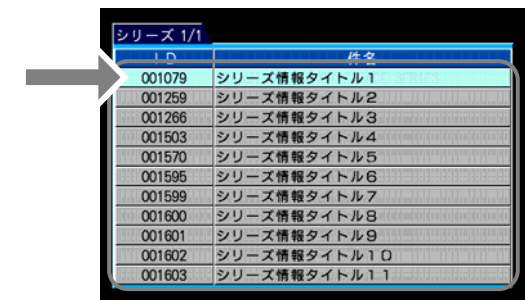 シリーズ 1/1
ID 件名
001079 シリーズ情報タイトル1
001259 シリーズ情報タイトル2
001266 シリーズ情報タイトル3
001503 シリーズ情報タイトル4
001570 シリーズ情報タイトル5
001595 シリーズ情報タイトル6
001599 シリーズ情報タイトル7
001600 シリーズ情報タイトル8
001601 シリーズ情報タイトル9
001602 シリーズ情報タイトル10
001603 シリーズ情報タイトル11